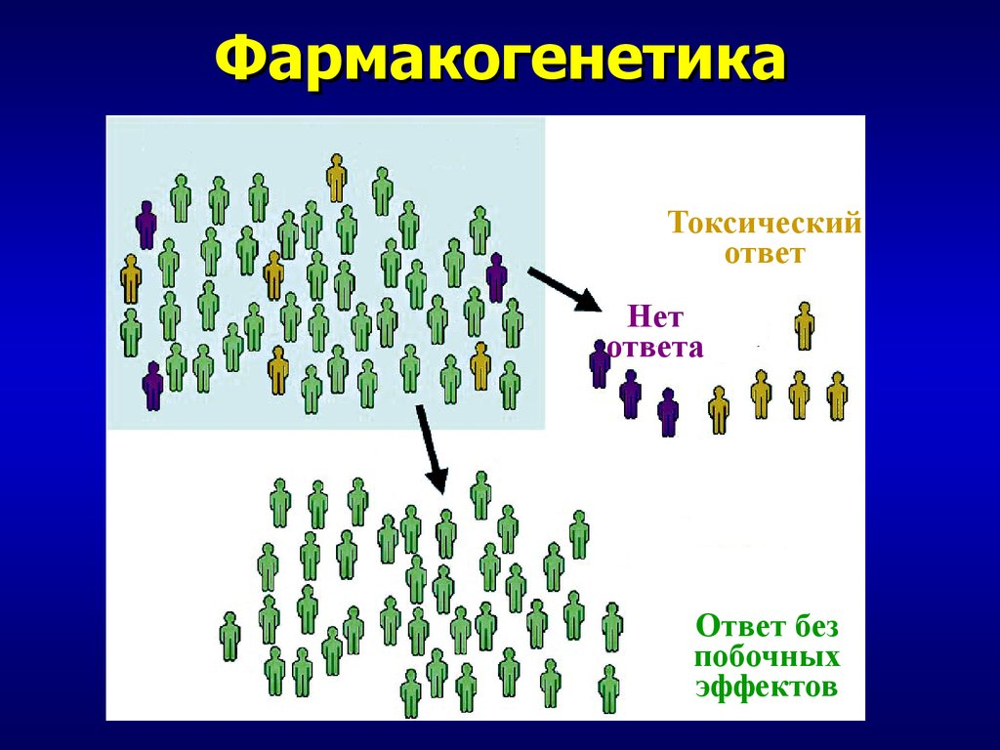 Фармакогенетика
Токсический
ответ
Нет
ответа
Ответ без
побочных
эффектов